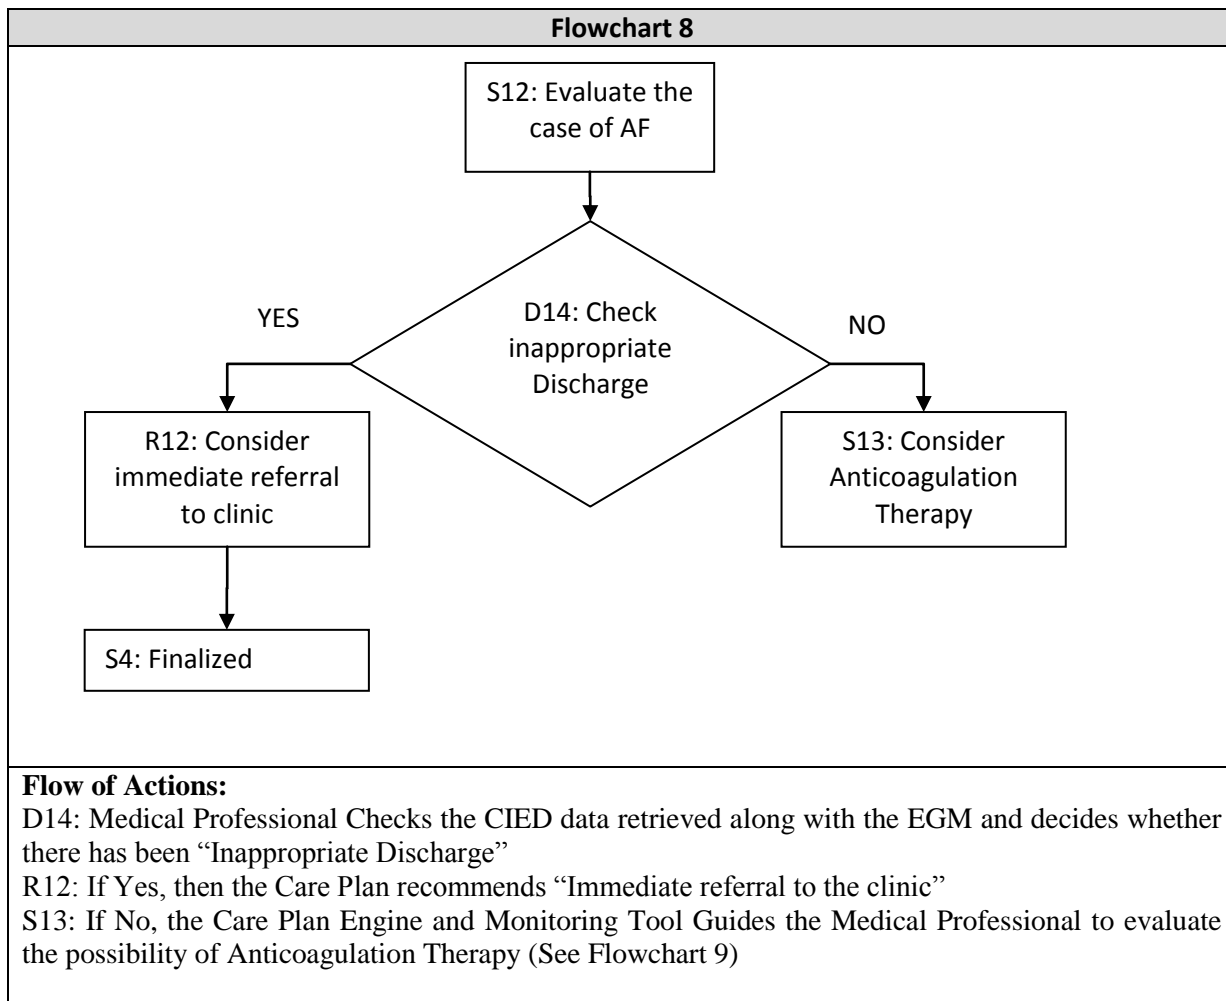 Flowchart 8
S12: Evaluate the
case of AF
D14: Check
inappropriate
Discharge
YES
NO
R12: Consider
immediate referral
to clinic
S13: Consider
Anticoagulation
Therapy
S4: Finalized
Flow of Actions:
D14: Medical Professional Checks the CIED data retrieved along with the EGM and decides whether
there has been “Inappropriate Discharge”
R12: If Yes, then the Care Plan recommends “Immediate referral to the clinic”
S13: If No, the Care Plan Engine and Monitoring Tool Guides the Medical Professional to evaluate
the possibility of Anticoagulation Therapy (See Flowchart 9)